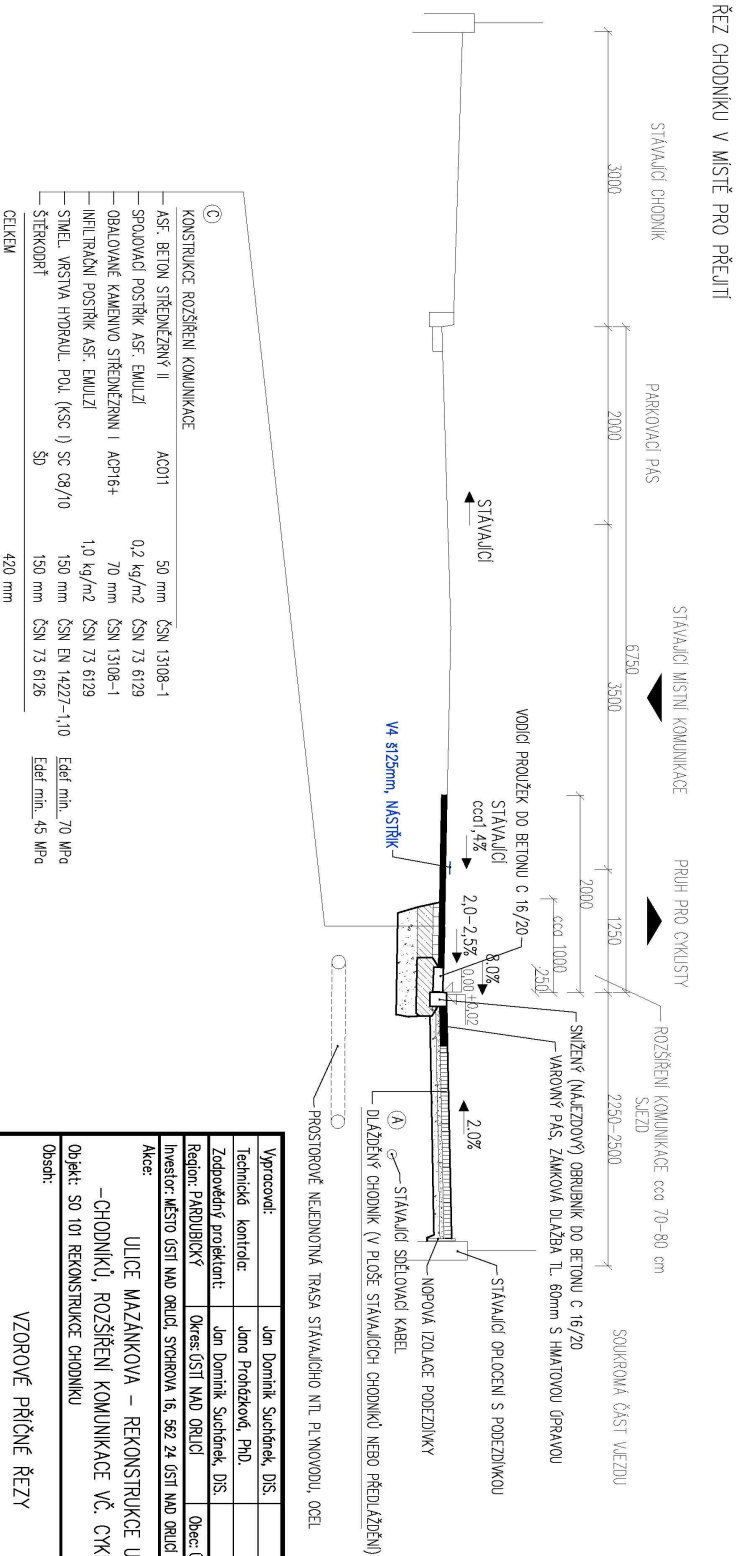 ŘEZ CHODNÍKU V MÍSTĚ PRO PŘEJITÍ
STÁVAJÍCÍ CHODNÍK
PARKOVACÍ PÁS
STÁVAJÍCÍ MÍSTNÍ KOMUNIKACE
PRUH PRO CYKLISTY
ROZŠÍŘENÍ KOMUNIKACE cca 70-80 cm
SJEZD
SOUKROMÁ ČÁST VJEZDU
6750
3000
2000
3500
1250
2250-2500
2000
cca 1000
250
SNÍŽENÝ (NÁJEZDOVÝ) OBRUBNÍK DO BETONU C 16/20
VAROVNÝ PÁS, ZÁMKOVÁ DLAŽBA TL. 60mm S HMATOVOU ÚPRAVOU
VODÍCÍ PROUŽEK DO BETONU C 16/20
STÁVAJÍCÍ
STÁVAJÍCÍ
cca1,4%
2,0-2,5%
8.0%
0,00
+0,02
2.0%
V4 š125mm, NÁSTŘIK
STÁVAJÍCÍ OPLOCENÍ S PODEZDÍVKOU
NOPOVÁ IZOLACE PODEZDÍVKY
STÁVAJÍCÍ SDĚLOVACÍ KABEL
A
DLÁŽDĚNÝ CHODNÍK (V PLOŠE STÁVAJÍCÍCH CHODNÍKŮ NEBO PŘEDLÁŽDĚNÍ)
PROSTOROVĚ NEJEDNOTNÁ TRASA STÁVAJÍCÍHO NTL PLYNOVODU, OCEL
C
KONSTRUKCE ROZŠÍŘENÍ KOMUNIKACE
ASF. BETON STŘEDNĚZRNÝ II ACO11 50 mm ČSN 13108-1
SPOJOVACÍ POSTŘIK ASF. EMULZÍ 0,2 kg/m2 ČSN 73 6129
OBALOVANÉ KAMENIVO STŘEDNĚZRNN I ACP16+ 70 mm ČSN 13108-1
INFILTRAČNÍ POSTŘIK ASF. EMULZÍ 1,0 kg/m2 ČSN 73 6129
STMEL. VRSTVA HYDRAUL. POJ. (KSC I) SC C8/10 150 mm ČSN EN 14227-1,10 Edef min. 70 MPa
ŠTĚRKODRŤ ŠD 150 mm ČSN 73 6126 Edef min. 45 MPa
CELKEM 420 mm
Vypracoval: Jan Dominik Suchánek, DiS.
Technická kontrola: Jana Proházková, PhD.
Zodpovědný projektant: Jan Dominik Suchánek, DiS.
Region: PARDUBICKÝ Okres: ÚSTÍ NAD ORLICÍ Obec:
Investor: MĚSTO ÚSTÍ NAD ORLICÍ, SYCHROVA 16, 562 24 ÚSTÍ NAD ORLICÍ
Akce:
ULICE MAZÁNKOVA - REKONSTRUKCE
-CHODNÍKŮ, ROZŠÍŘENÍ KOMUNIKACE VČ. CYK
Objekt: SO 101 REKONSTRUKCE CHODNÍKU
Obsah:
VZOROVÉ PŘÍČNÉ ŘEZY